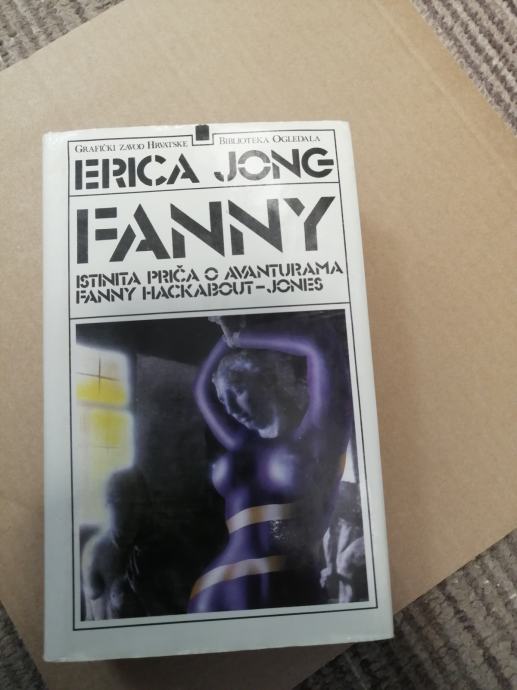 GRAFIČKI ZAVOD HRVATSKE BIBLIOTEKA OGLEDALA
ERICA JONG
FANNY
ISTINITA PRIČA O AVANTURAMA
FANNY HACKABOUT-JONES